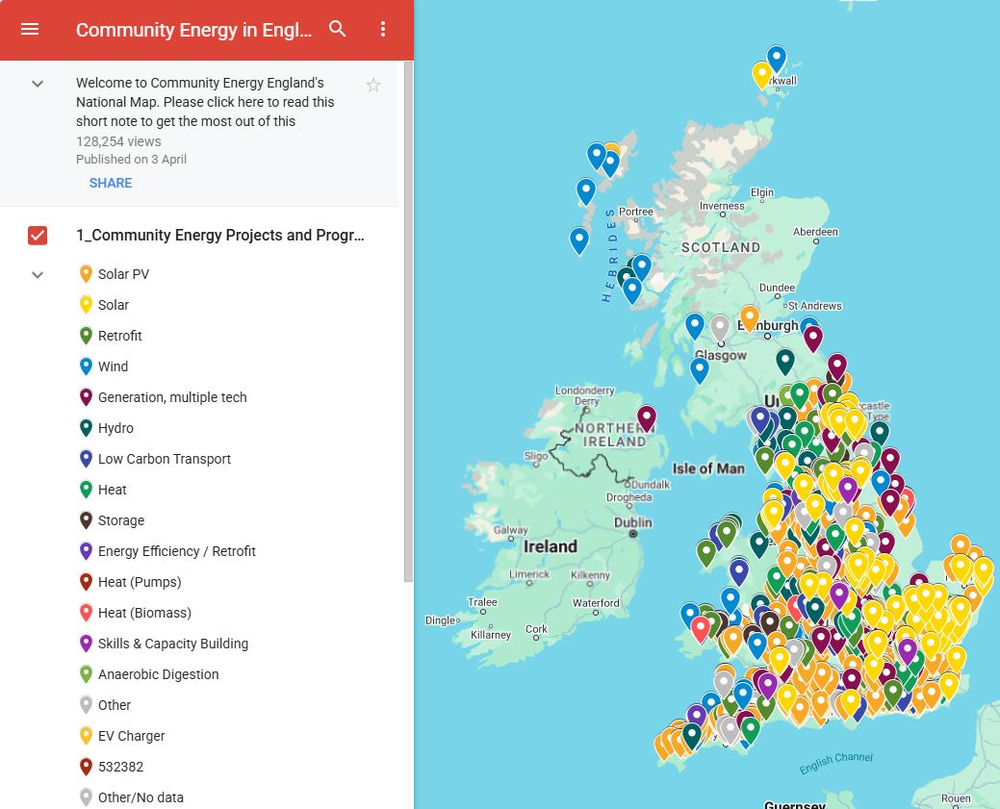 Community Energy in Engl...
Welcome to Community Energy England's
National Map. Please click here to read this
short note to get the most out of this
128,254 views
Published on 3 April
SHARE
1_Community Energy Projects and Progr...
Solar PV
Solar
Retrofit
Wind
Generation, multiple tech
Hydro
Low Carbon Transport
Heat
Storage
Energy Efficiency / Retrofit
Heat (Pumps)
Heat (Biomass)
Skills & Capacity Building
Anaerobic Digestion
Other
EV Charger
532382
Other/No data
Elgin
Portree
Inverness
HEBRIDES
Aberdeen
SCOTLAND
Dundee
St Andrews
Glasgow
Londonderry
Derry
NORTHERN
IRELAND
Sligo
Isle of Man
Dundalk
Drogheda
Dublin
Galway
Ireland
Limerick
Kilkenny
Tralee
Waterford
Dingle
Cork
Killarney
English Channel
Rouen
Guernsey